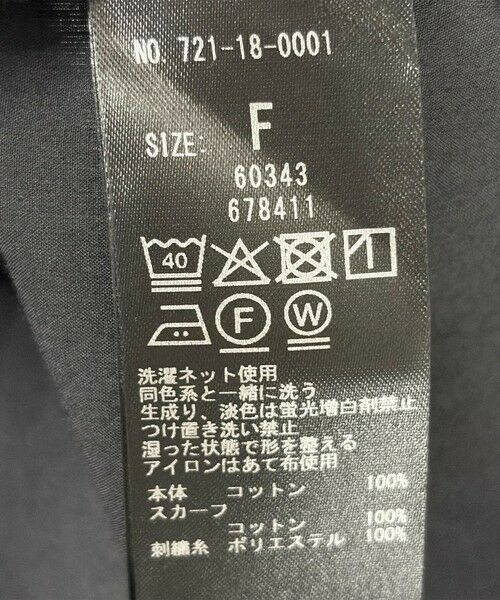 NO. 721-18-0001
SIZE: F
60343
678411
40
F W
洗濯ネット使用
同色系と一緒に洗う
生成り、淡色は蛍光増白剤禁止
つけ置き洗い禁止
湿った状態で形を整える
アイロンはあて布使用
本体 コットン 100%
スカーフ
コットン 100%
刺繍糸 ポリエステル 100%